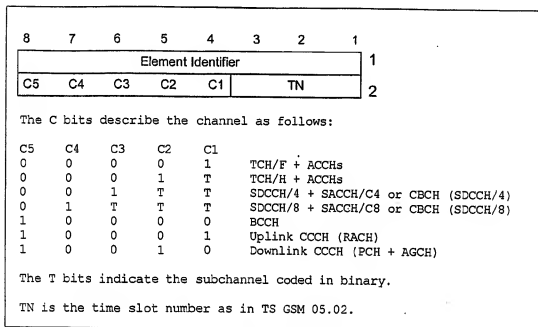 8 7 6 5 4 3 2 1
Element Identifier 1
C5 C4 C3 C2 C1 TN 2
The C bits describe the channel as follows:
C5 C4 C3 C2 C1
0 0 0 0 1 TCH/F + ACCHs
0 0 0 1 T TCH/H + ACCHs
0 0 1 T T SDCCH/4 + SACCH/C4 or CBCH (SDCCH/4)
0 1 T T T SDCCH/8 + SACCH/C8 or CBCH (SDCCH/8)
1 0 0 0 0 BCCH
1 0 0 0 1 Uplink CCCH (RACH)
1 0 0 1 0 Downlink CCCH (PCH + AGCH)
The T bits indicate the subchannel coded in binary.
TN is the time slot number as in TS GSM 05.02.